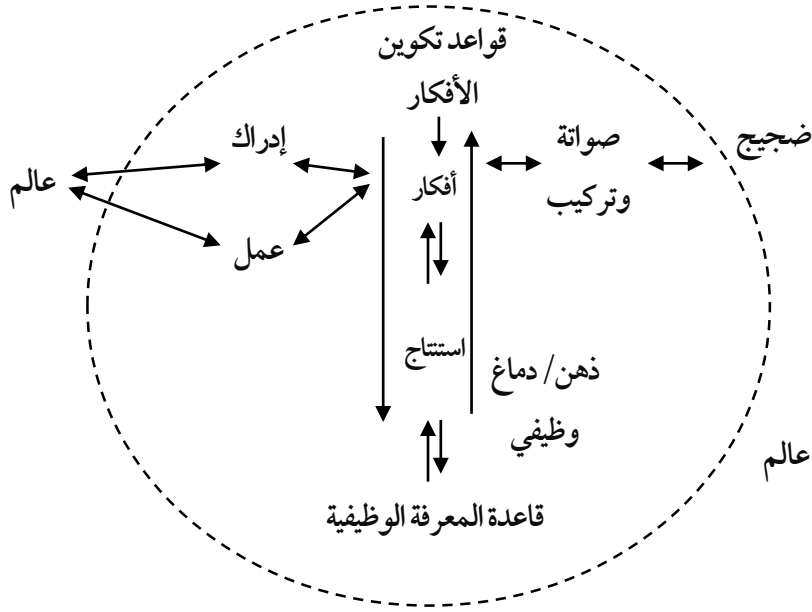 قواعد تكوين
الأفكار
ضجيج
صواتة
وتركيب
أفكار
إدراك
عمل
عالم
استنتاج
ذهن/ دماغ
وظيفي
عالم
قاعدة المعرفة الوظيفية